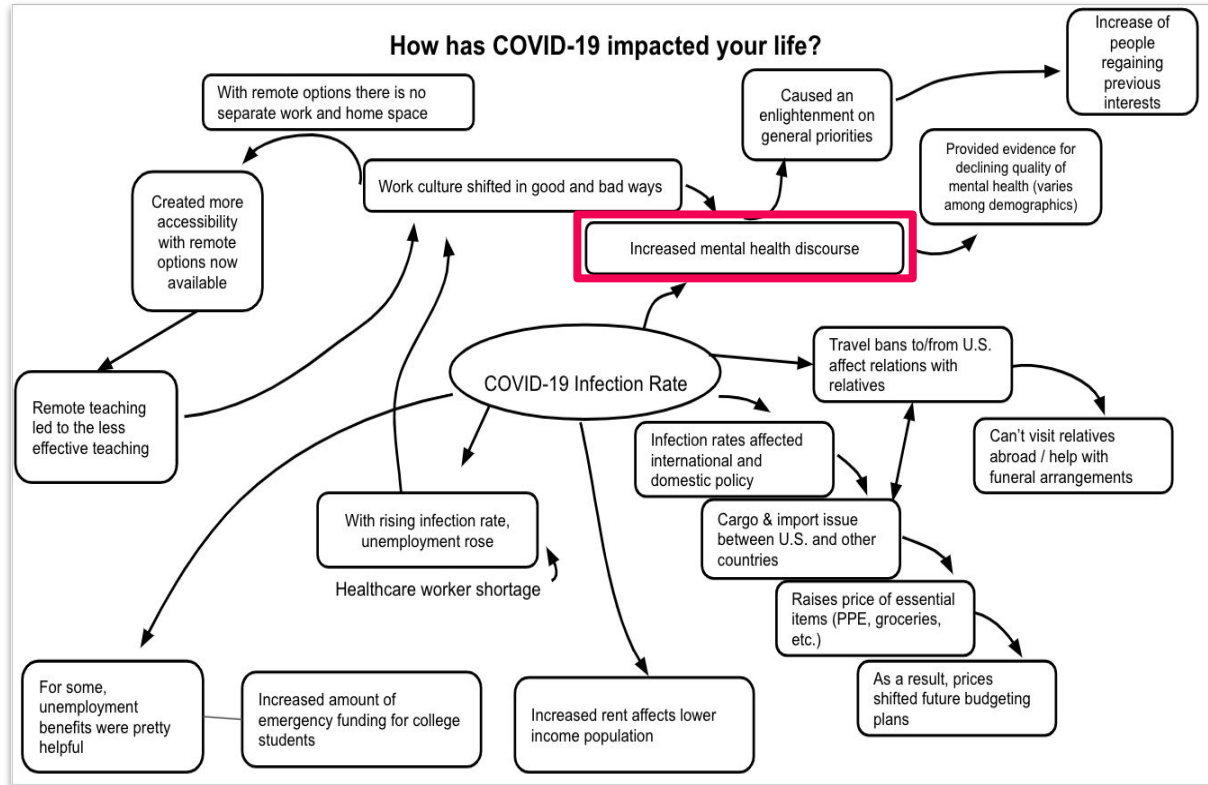 How has COVID-19 impacted your life?
Increase of
people
regaining
previous
interests
With remote options there is no
separate work and home space
Caused an
enlightenment on
general priorities
Provided evidence for
declining quality of
mental health (varies
among demographics)
Work culture shifted in good and bad ways
Created more
accessibility
with remote
options now
available
Increased mental health discourse
Travel bans to/from U.S.
affect relations with
relatives
COVID-19 Infection Rate
Remote teaching
led to the less
effective teaching
Infection rates affected
international and
domestic policy
Can't visit relatives
abroad / help with
funeral arrangements
With rising infection rate,
unemployment rose
Cargo & import issue
between U.S. and other
countries
Healthcare worker shortage
Raises price of essential
items (PPE, groceries,
etc.)
As a result, prices
shifted future budgeting
plans
For some,
unemployment
benefits were pretty
helpful
Increased amount of
emergency funding for college
students
Increased rent affects lower
income population